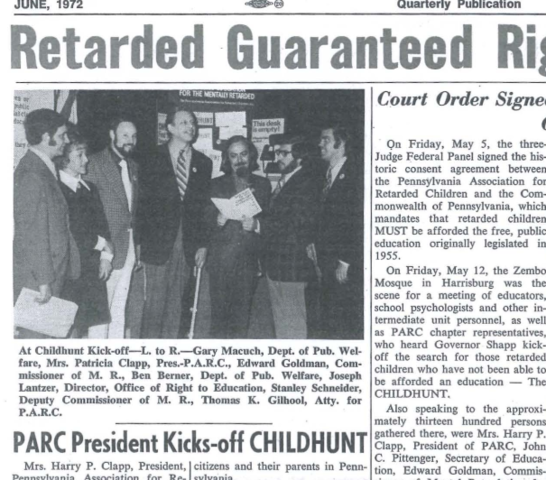 JUNE, 1972
Quarterly Publication
Retarded Guaranteed
FOR THE MENTALLY RETARDED
This desk
is empty!
At Childhunt Kick-off—L. to R.—Gary Macuch, Dept. of Pub. Wel-
fare, Mrs. Patricia Clapp, Pres.-P.A.R.C., Edward Goldman, Com-
missioner of M. R., Ben Berner, Dept. of Pub. Welfare, Joseph
Lantzer, Director, Office of Right to Education, Stanley Schneider,
Deputy Commissioner of M. R., Thomas K. Gilhool, Atty. for
P.A.R.C.
PARC President Kicks-off CHILDHUNT
Mrs. Harry P. Clapp, President,
Pennsylvania Association for Re-
citizens and their parents in Penn-
sylvania.
Court Order Signe
On Friday, May 5, the three-
Judge Federal Panel signed the his-
toric consent agreement between
the Pennsylvania Association for
Retarded Children and the Com-
monwealth of Pennsylvania, which
mandates that retarded children
MUST be afforded the free, public
education originally legislated in
1955.
On Friday, May 12, the Zembo
Mosque in Harrisburg was the
scene for a meeting of educators,
school psychologists and other in-
termediate unit personnel, as well
as PARC chapter representatives,
who heard Governor Shapp kick-
off the search for those retarded
children who have not been able to
be afforded an education — The
CHILDHUNT.
Also speaking to the approxi-
mately thirteen hundred persons
gathered there, were Mrs. Harry P.
Clapp, President of PARC, John
C. Pittenger, Secretary of Educa-
tion, Edward Goldman, Commis-